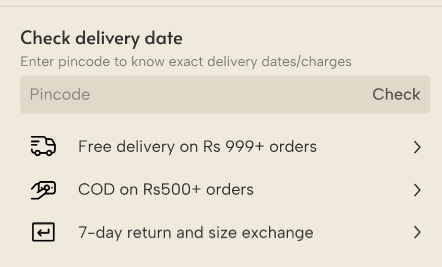 Check delivery date
Enter pincode to know exact delivery dates/charges
Pincode Check
Free delivery on Rs 999+ orders
COD on Rs500+ orders
7-day return and size exchange